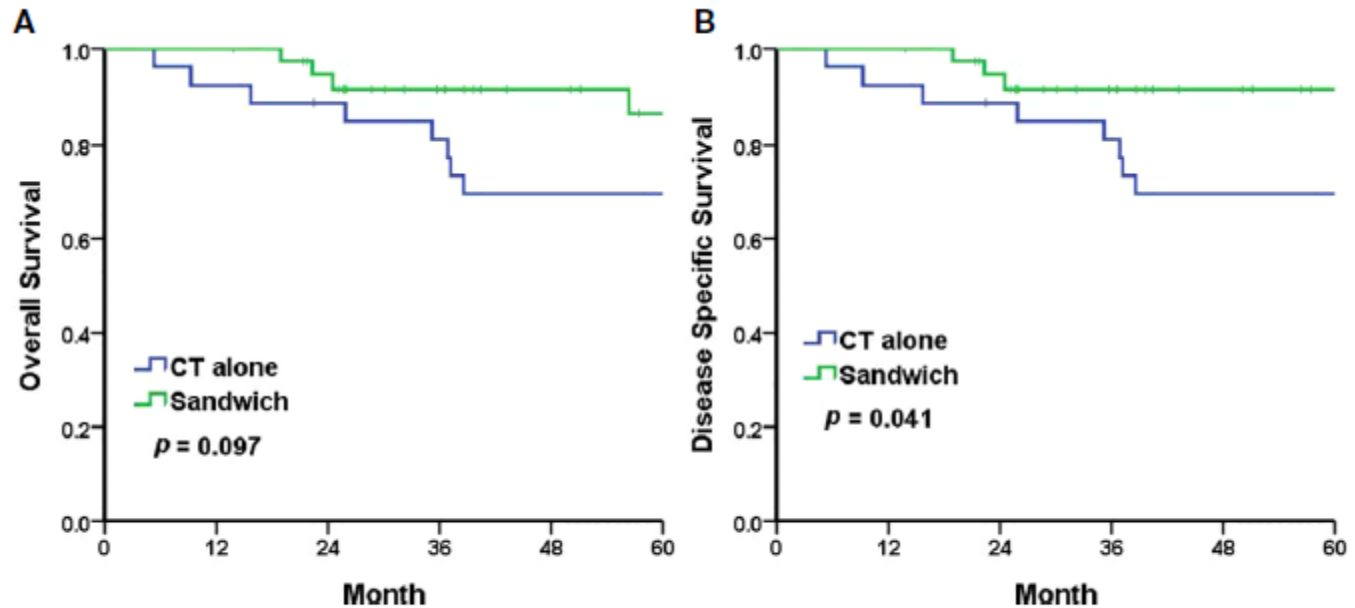 A
Overall Survival
1.0
0.8
0.6
0.4
0.2
0.0
CT alone
Sandwich
p = 0.097
0 12 24 36 48 60
Month
B
Disease Specific Survival
1.0
0.8
0.6
0.4
0.2
0.0
CT alone
Sandwich
p = 0.041
0 12 24 36 48 60
Month